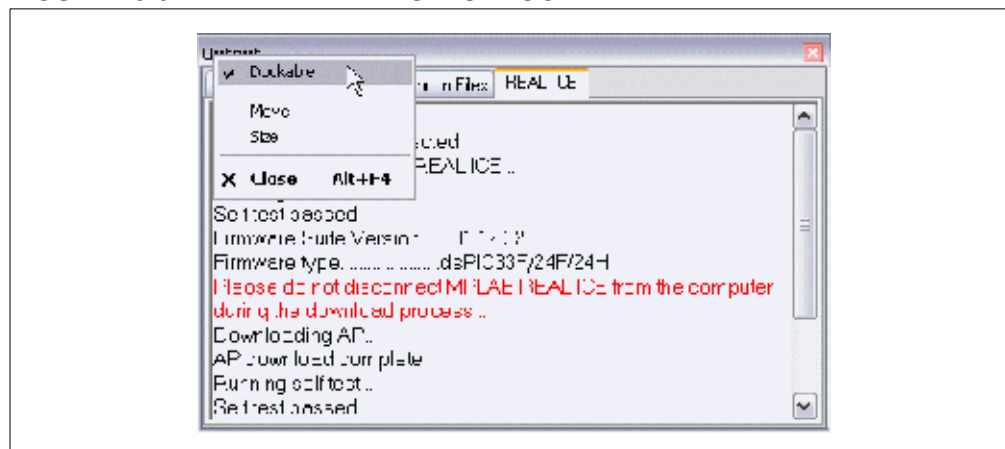 Output
Dockable
Files REAL ICE
Move
Size
Close Alt+F4
REAL ICE...
Self test passed
Firmware Suite Version
Firmware type.....................dsPIC33F/24F/24H
Please do not disconnect MPLAB REAL ICE from the computer
during the download process...
Downloading AP...
AP download complete
Running self test...
Self test passed